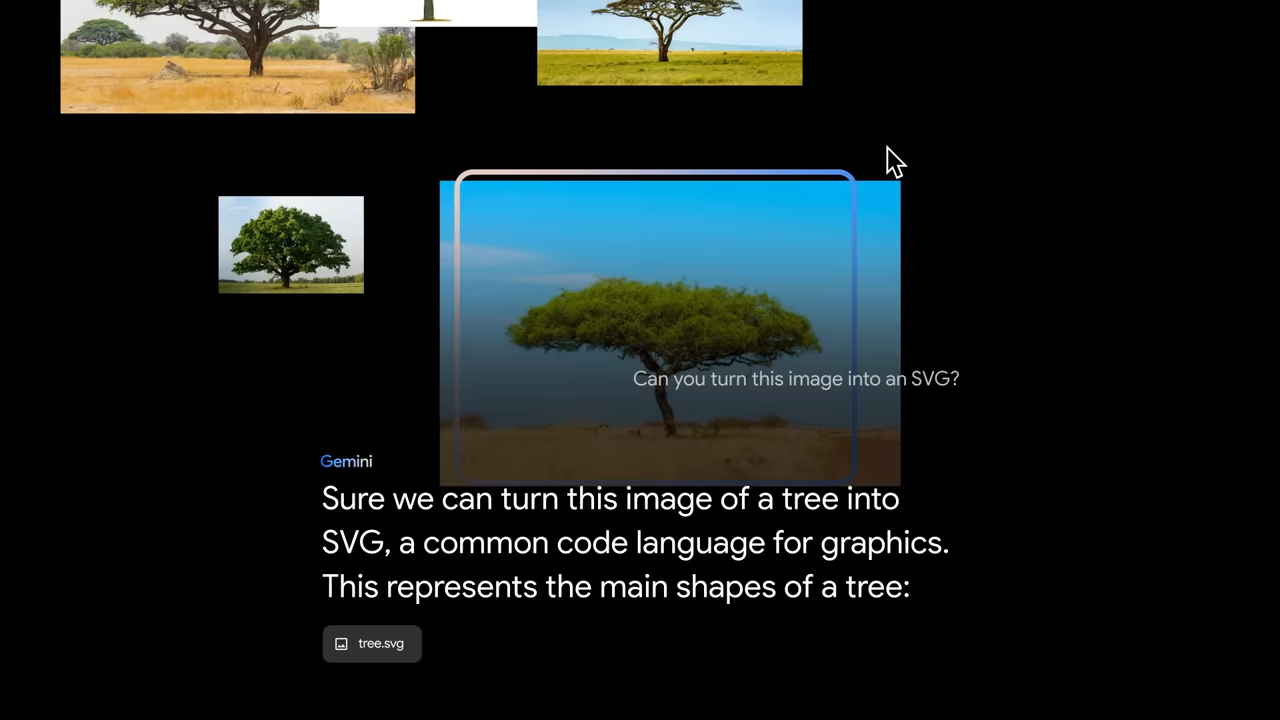 Can you turn this image into an SVG?
Gemini
Sure we can turn this image of a tree into
SVG, a common code language for graphics.
This represents the main shapes of a tree:
tree.svg